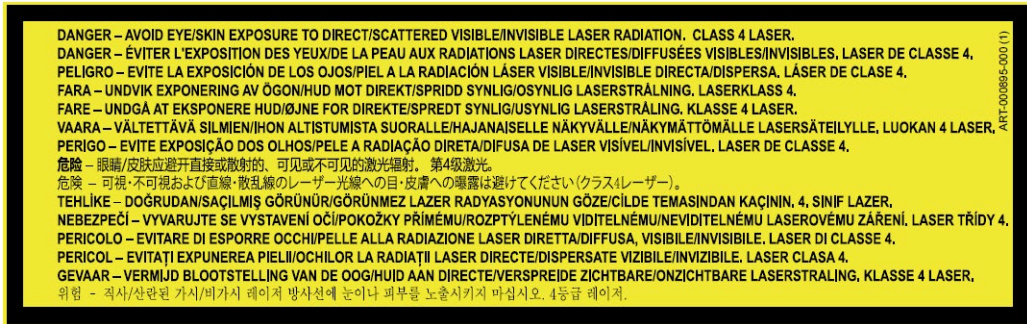 DANGER – AVOID EYE/SKIN EXPOSURE TO DIRECT/SCATTERED VISIBLE/INVISIBLE LASER RADIATION. CLASS 4 LASER.
DANGER – ÉVITER L'EXPOSITION DES YEUX/DE LA PEAU AUX RADIATIONS LASER DIRECTES/DIFFUSÉES VISIBLES/INVISIBLES. LASER DE CLASSE 4.
PELIGRO – EVITE LA EXPOSICIÓN DE LOS OJOS/PIEL A LA RADIACIÓN LÁSER VISIBLE/INVISIBLE DIRECTA/DISPERSA. LÁSER DE CLASE 4.
FARA – UNDVIK EXPONERING AV ÖGON/HUD MOT DIREKT/SPRIDD SYNLIG/OSYNLIG LASERSTRÅLNING. LASERKLASS 4.
FARE – UNDGÅ AT EKSPONERE HUD/ØJNE FOR DIREKTE/SPREDT SYNLIG/USYNLIG LASERSTRÅLING. KLASSE 4 LASER.
VAARA – VÄLTETTÄVÄ SILMIEN/IHON ALTISTUMISTA SUORALLE/HAJANAISELLE NÄKYVÄLLE/NÄKYMÄTTÖMÄLLE LASERSÄTEILYLLE. LUOKAN 4 LASER.
PERIGO – EVITE EXPOSIÇÃO DOS OLHOS/PELE A RADIAÇÃO DIRETA/DIFUSA DE LASER VISÍVEL/INVISÍVEL. LASER DE CLASSE 4.
危险 – 眼睛/皮肤应避开直接或散射的、可见或不可见的激光辐射。 第4级激光。
危険 – 可視・不可視および直線・散乱線のレーザー光線への目・皮膚への曝露は避けてください（クラス4レーザー）。
TEHLİKE – DOĞRUDAN/SAÇILMIŞ GÖRÜNÜR/GÖRÜNMEZ LAZER RADYASYONUNUN GÖZE/CİLDE TEMASINDAN KAÇININ. 4. SINIF LAZER.
NEBEZPEČÍ – VYVARUJTE SE VYSTAVENÍ OČÍ/POKOŽKY PŘÍMÉMU/ROZPTÝLENÉMU VIDITELNÉMU/NEVIDITELNÉMU LASEROVÉMU ZÁŘENÍ. LASER TŘÍDY 4.
PERICOLO – EVITARE DI ESPORRE OCCHI/PELLE ALLA RADIAZIONE LASER DIRETTA/DIFFUSA, VISIBILE/INVISIBILE. LASER DI CLASSE 4.
PERICOL – EVITAȚI EXPUNEREA PIELII/OCHILOR LA RADIAȚII LASER DIRECTE/DISPERSATE VIZIBILE/INVIZIBILE. LASER CLASA 4.
GEVAAR – VERMIJD BLOOTSTELLING VAN DE OOG/HUID AAN DIRECTE/VERSPREIDE ZICHTBARE/ONZICHTBARE LASERSTRALING. KLASSE 4 LASER.
위험 - 직사/산란된 가시/비가시 레이저 방사선에 눈이나 피부를 노출시키지 마십시오. 4등급 레이저.
ART-000895-000 (1)